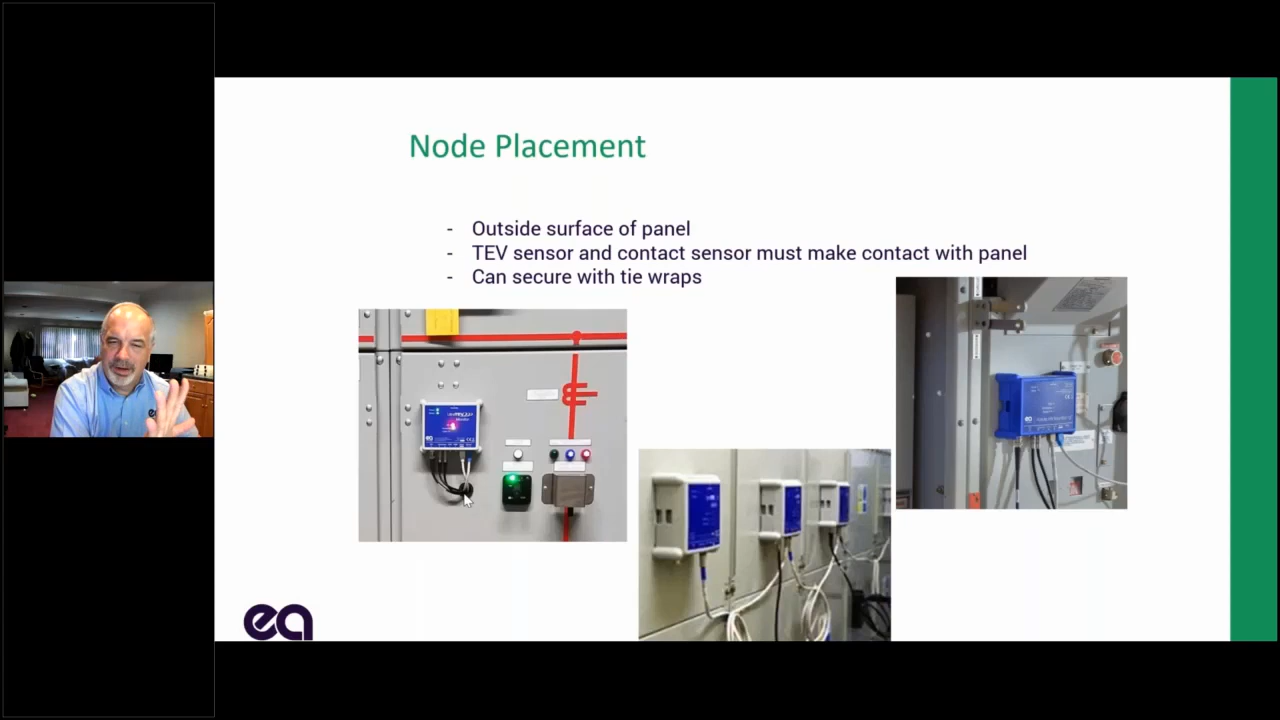 Node Placement
- Outside surface of panel
- TEV sensor and contact sensor must make contact with panel
- Can secure with tie wraps
ea